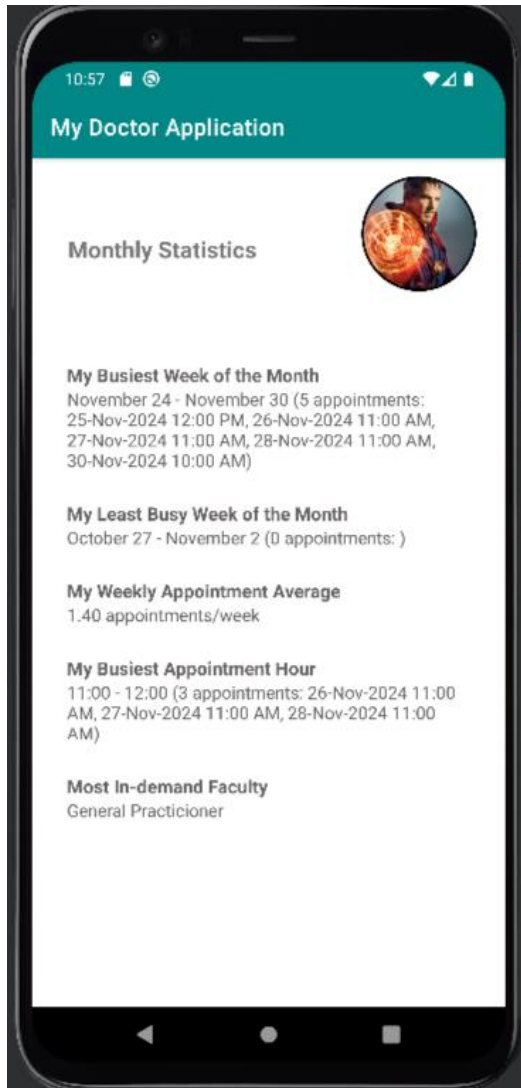 10:57
My Doctor Application
Monthly Statistics
My Busiest Week of the Month
November 24 - November 30 (5 appointments:
25-Nov-2024 12:00 PM, 26-Nov-2024 11:00 AM,
27-Nov-2024 11:00 AM, 28-Nov-2024 11:00 AM,
30-Nov-2024 10:00 AM)
My Least Busy Week of the Month
October 27 - November 2 (0 appointments: )
My Weekly Appointment Average
1.40 appointments/week
My Busiest Appointment Hour
11:00 - 12:00 (3 appointments: 26-Nov-2024 11:00
AM, 27-Nov-2024 11:00 AM, 28-Nov-2024 11:00
AM)
Most In-demand Faculty
General Practicioner